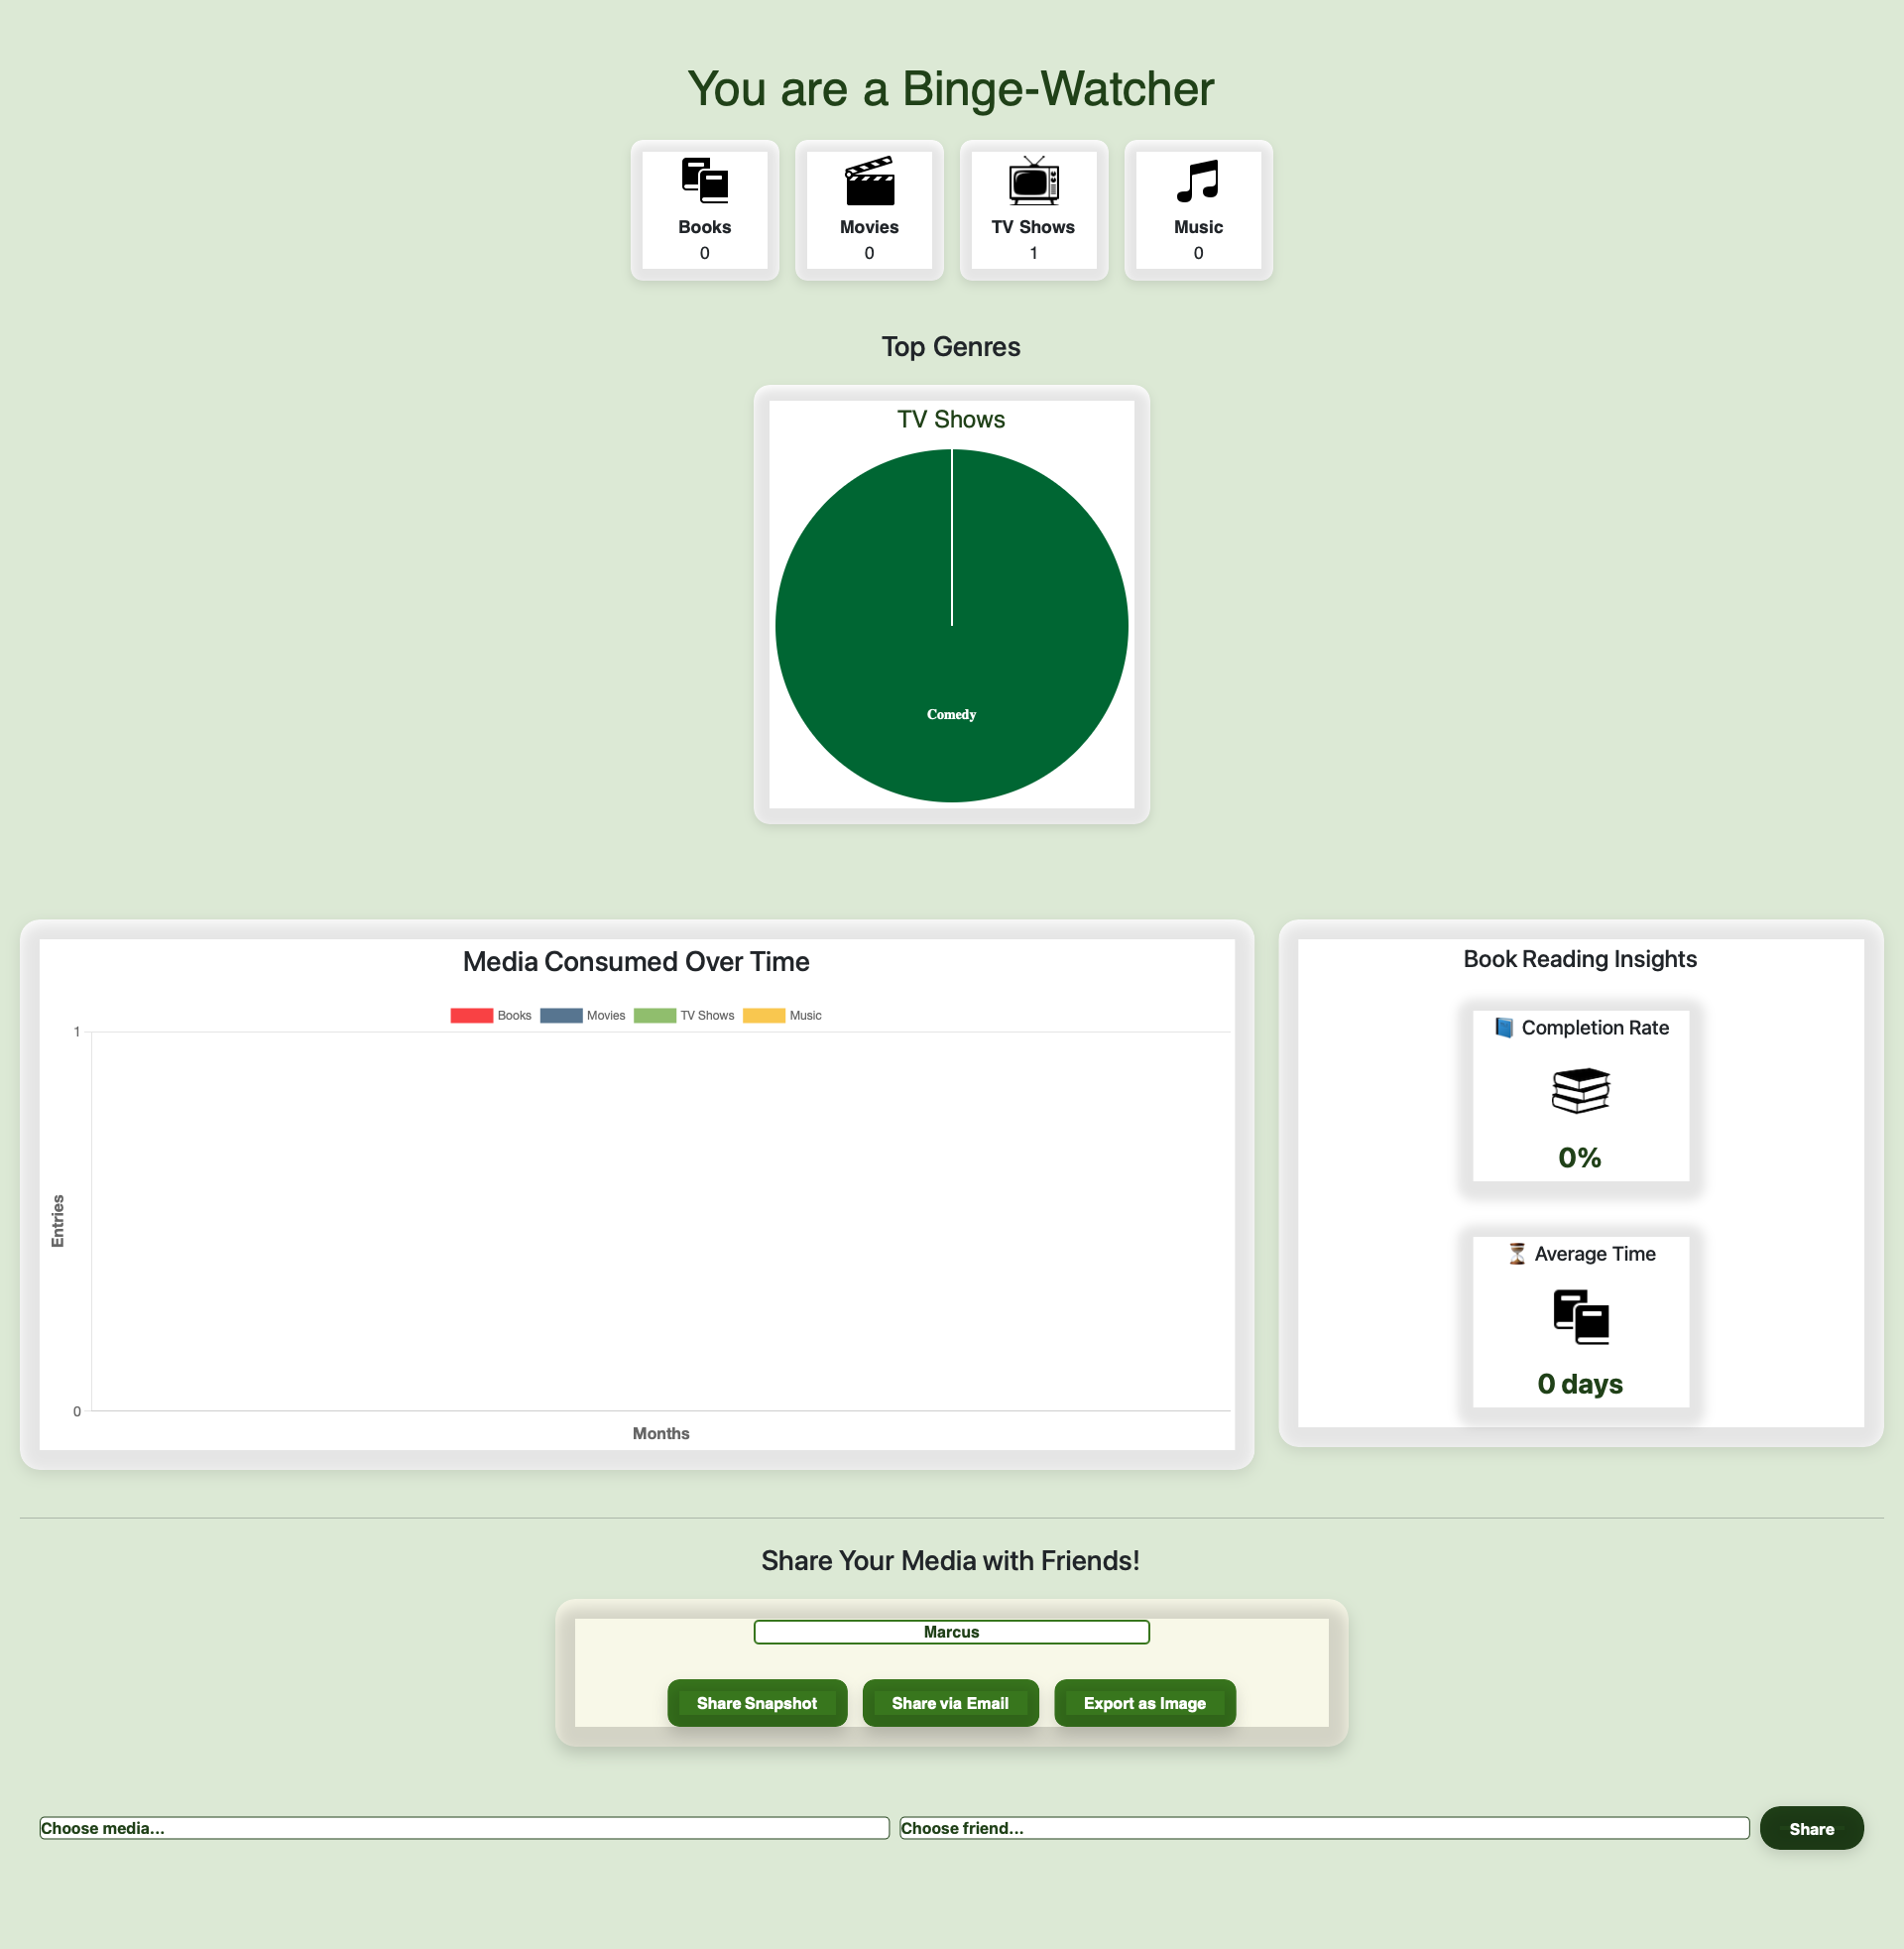 You are a Binge-Watcher
Books
0
Movies
0
TV Shows
1
Music
0
Top Genres
TV Shows
Comedy
Media Consumed Over Time
Books Movies TV Shows Music
1
Entries
0
Months
Book Reading Insights
📘 Completion Rate
0%
⏳ Average Time
0 days
Share Your Media with Friends!
Marcus
Share Snapshot Share via Email Export as Image
Choose media... Choose friend... Share